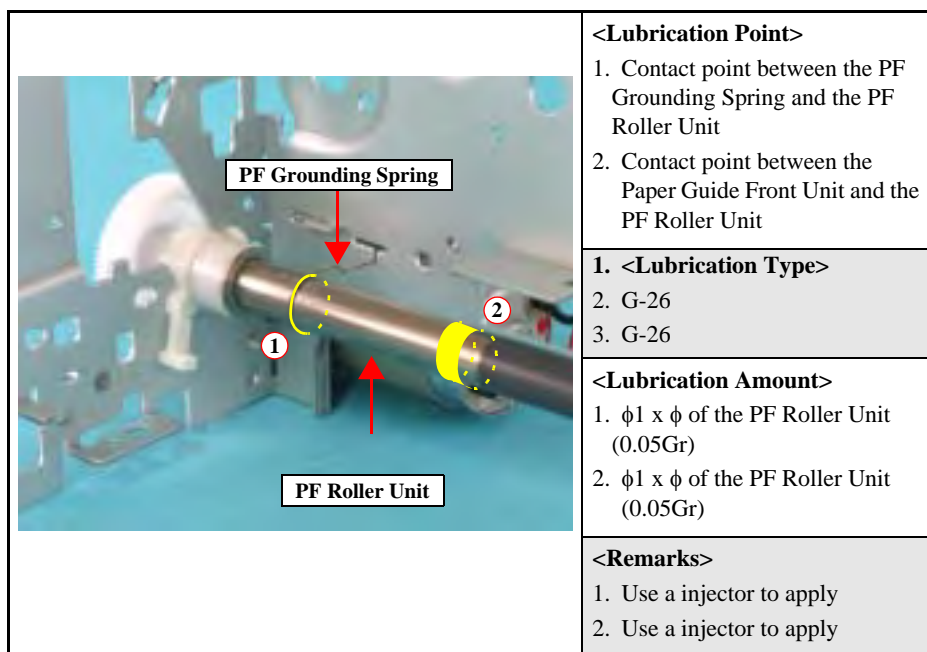 PF Grounding Spring
1
2
PF Roller Unit
<Lubrication Point>
1. Contact point between the PF
Grounding Spring and the PF
Roller Unit
2. Contact point between the
Paper Guide Front Unit and the
PF Roller Unit
1. <Lubrication Type>
2. G-26
3. G-26
<Lubrication Amount>
1. ϕ1 x ϕ of the PF Roller Unit
(0.05Gr)
2. ϕ1 x ϕ of the PF Roller Unit
(0.05Gr)
<Remarks>
1. Use a injector to apply
2. Use a injector to apply